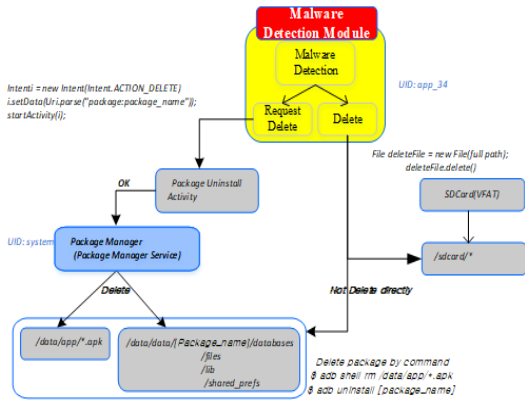 Malware
Detection Module
Malware
Detection
Request
Delete
Delete
UID: app_34
Intenti = new Intent(Intent.ACTION_DELETE)
i.setData(Uri.parse("package:package_name"));
startActivity(i);
File deleteFile = new File(full path);
deleteFile.delete()
OK
Package Uninstall
Activity
SDCard(VFAT)
UID: system
Package Manager
(Package Manager Service)
/sdcard/*
Delete
Not Delete directly
/data/app/*.apk
/data/data/[Package_name]/databases
/files
/lib
/shared_prefs
Delete package by command
$ adb shell rm /data/app/*.apk
$ adb uninstall [package_name]